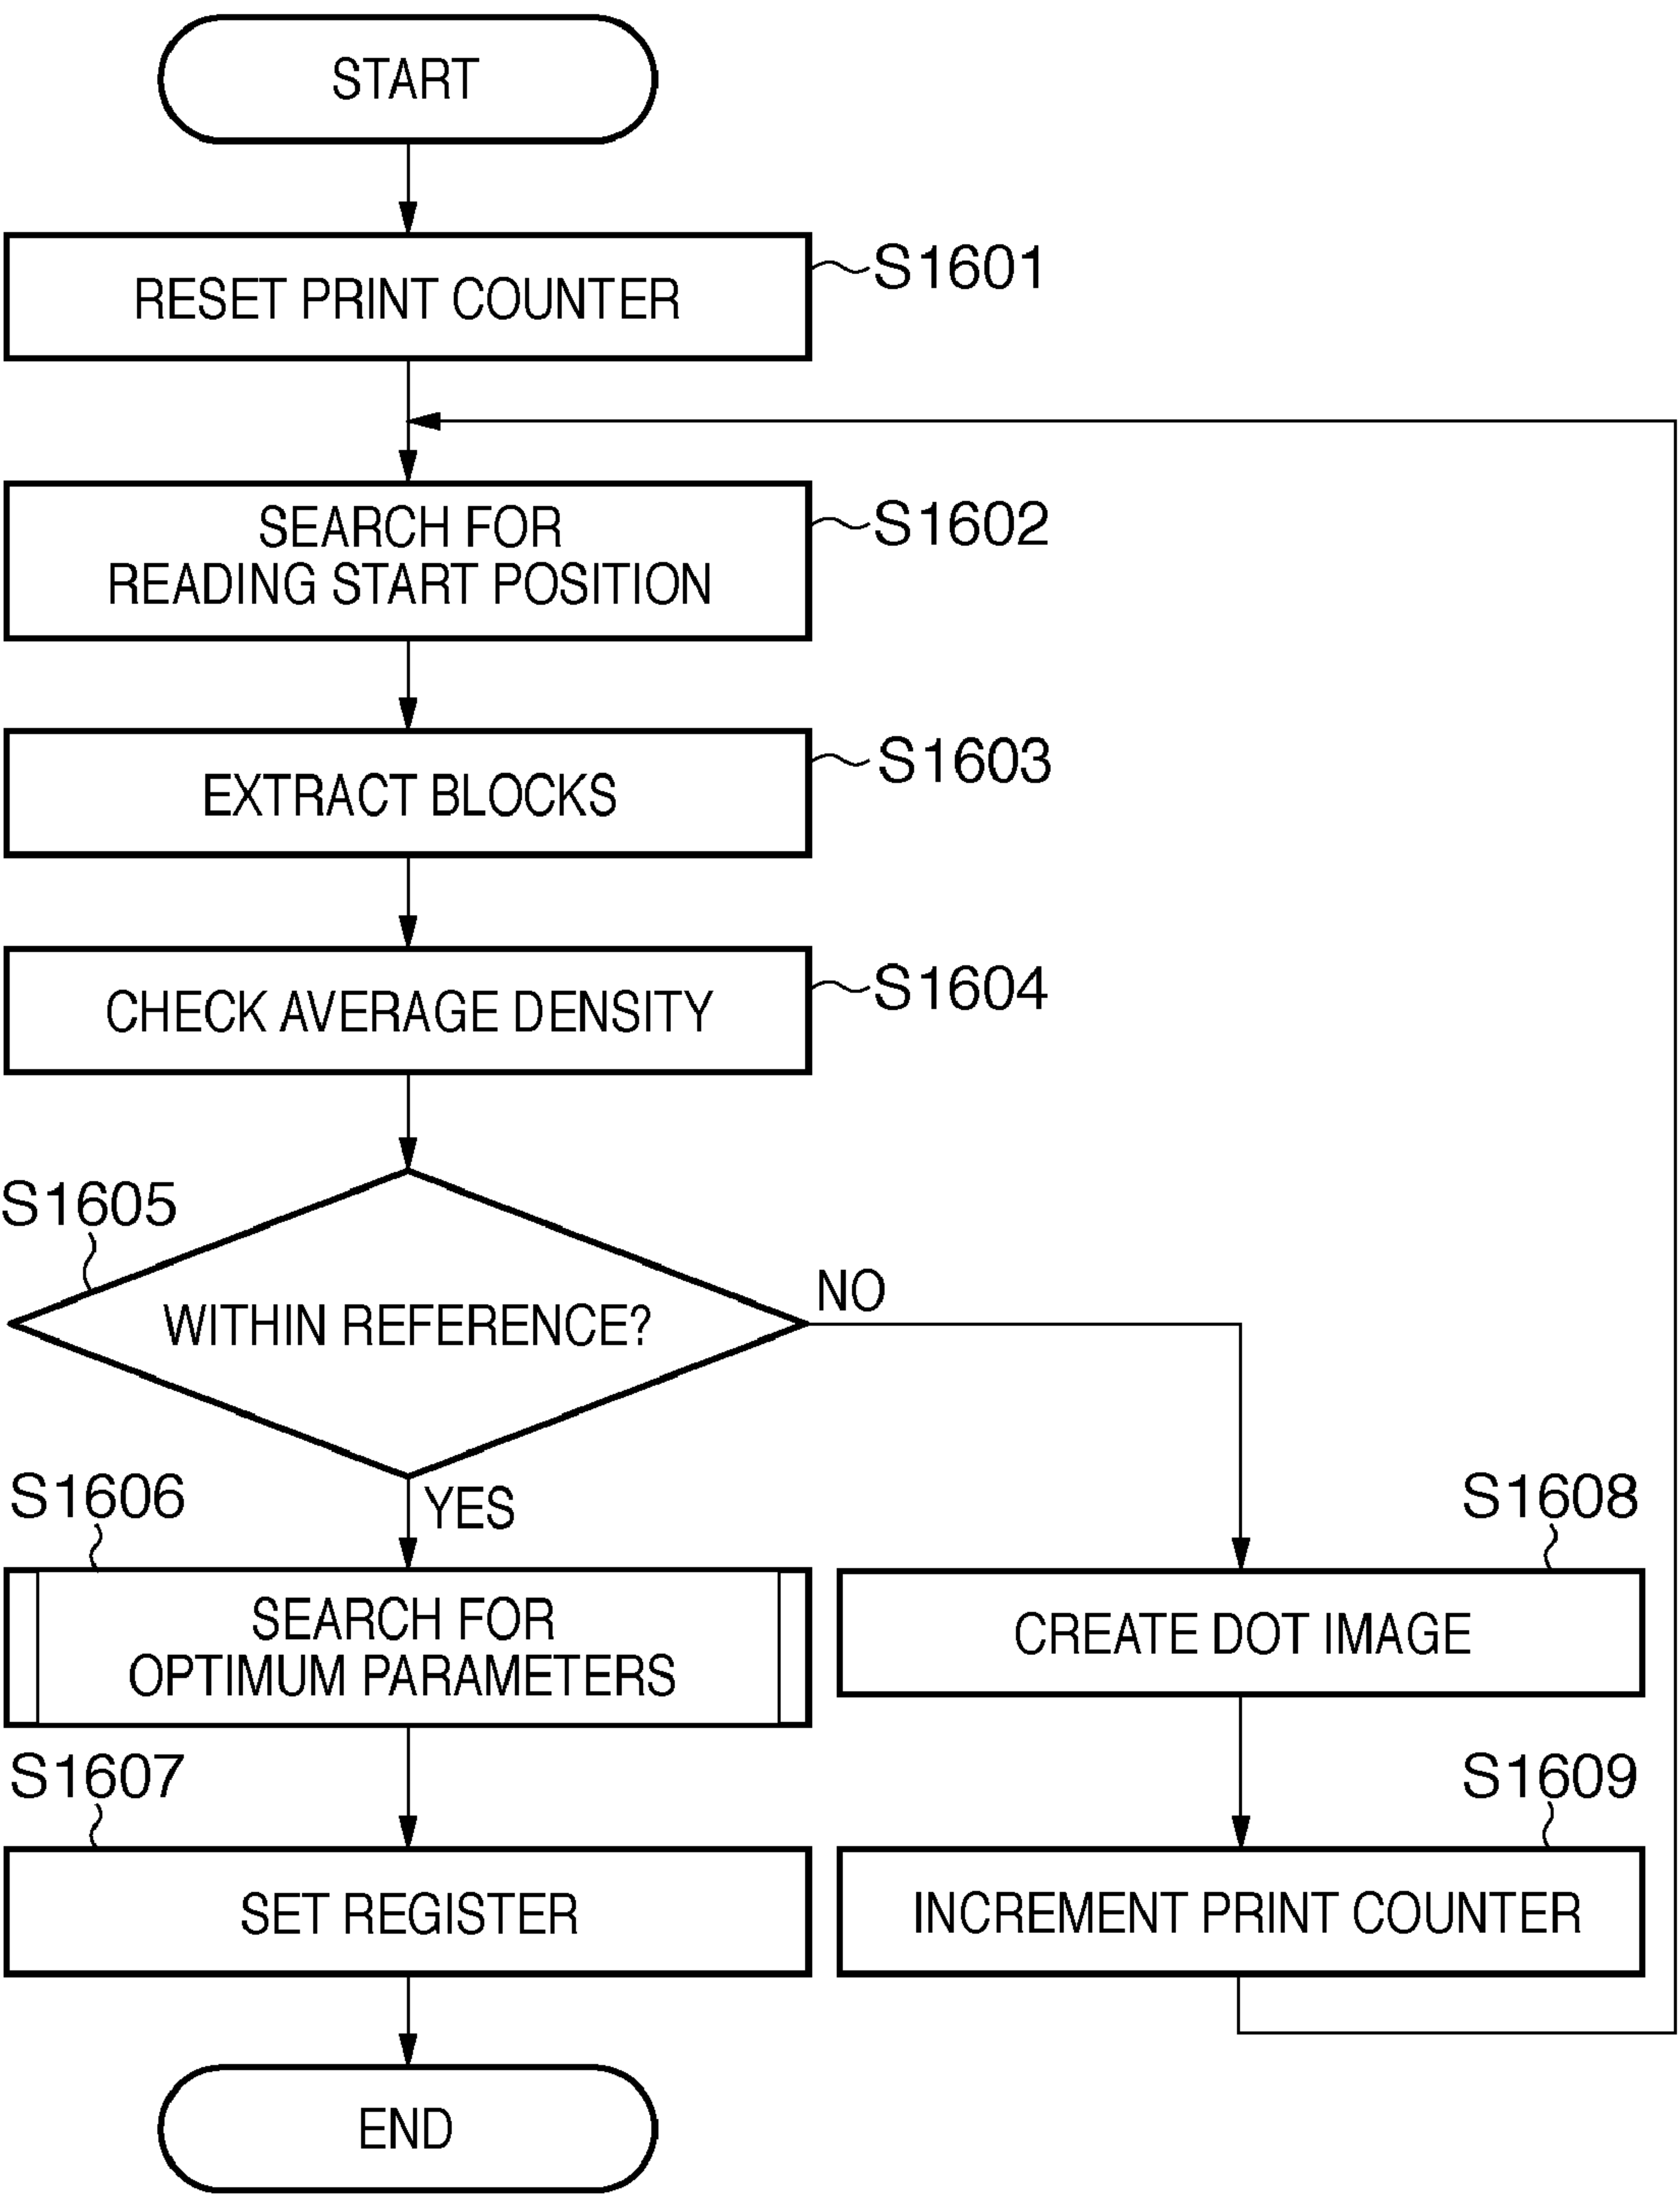 START
RESET PRINT COUNTER
S1601
SEARCH FOR
READING START POSITION
S1602
EXTRACT BLOCKS
S1603
CHECK AVERAGE DENSITY
S1604
S1605
WITHIN REFERENCE?
NO
YES
S1606
SEARCH FOR
OPTIMUM PARAMETERS
S1608
CREATE DOT IMAGE
S1607
SET REGISTER
S1609
INCREMENT PRINT COUNTER
END